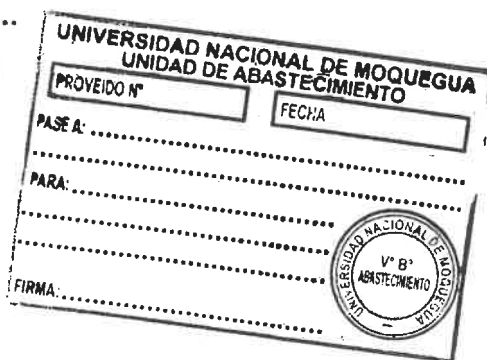 UNIVERSIDAD NACIONAL DE MOQUEGUA
UNIDAD DE ABASTECIMIENTO
PROVEIDO N°
FECHA
PASE A:
PARA:
UNIVERSIDAD NACIONAL DE MOQUEGUA
V° B°
ABASTECIMIENTO
FIRMA: